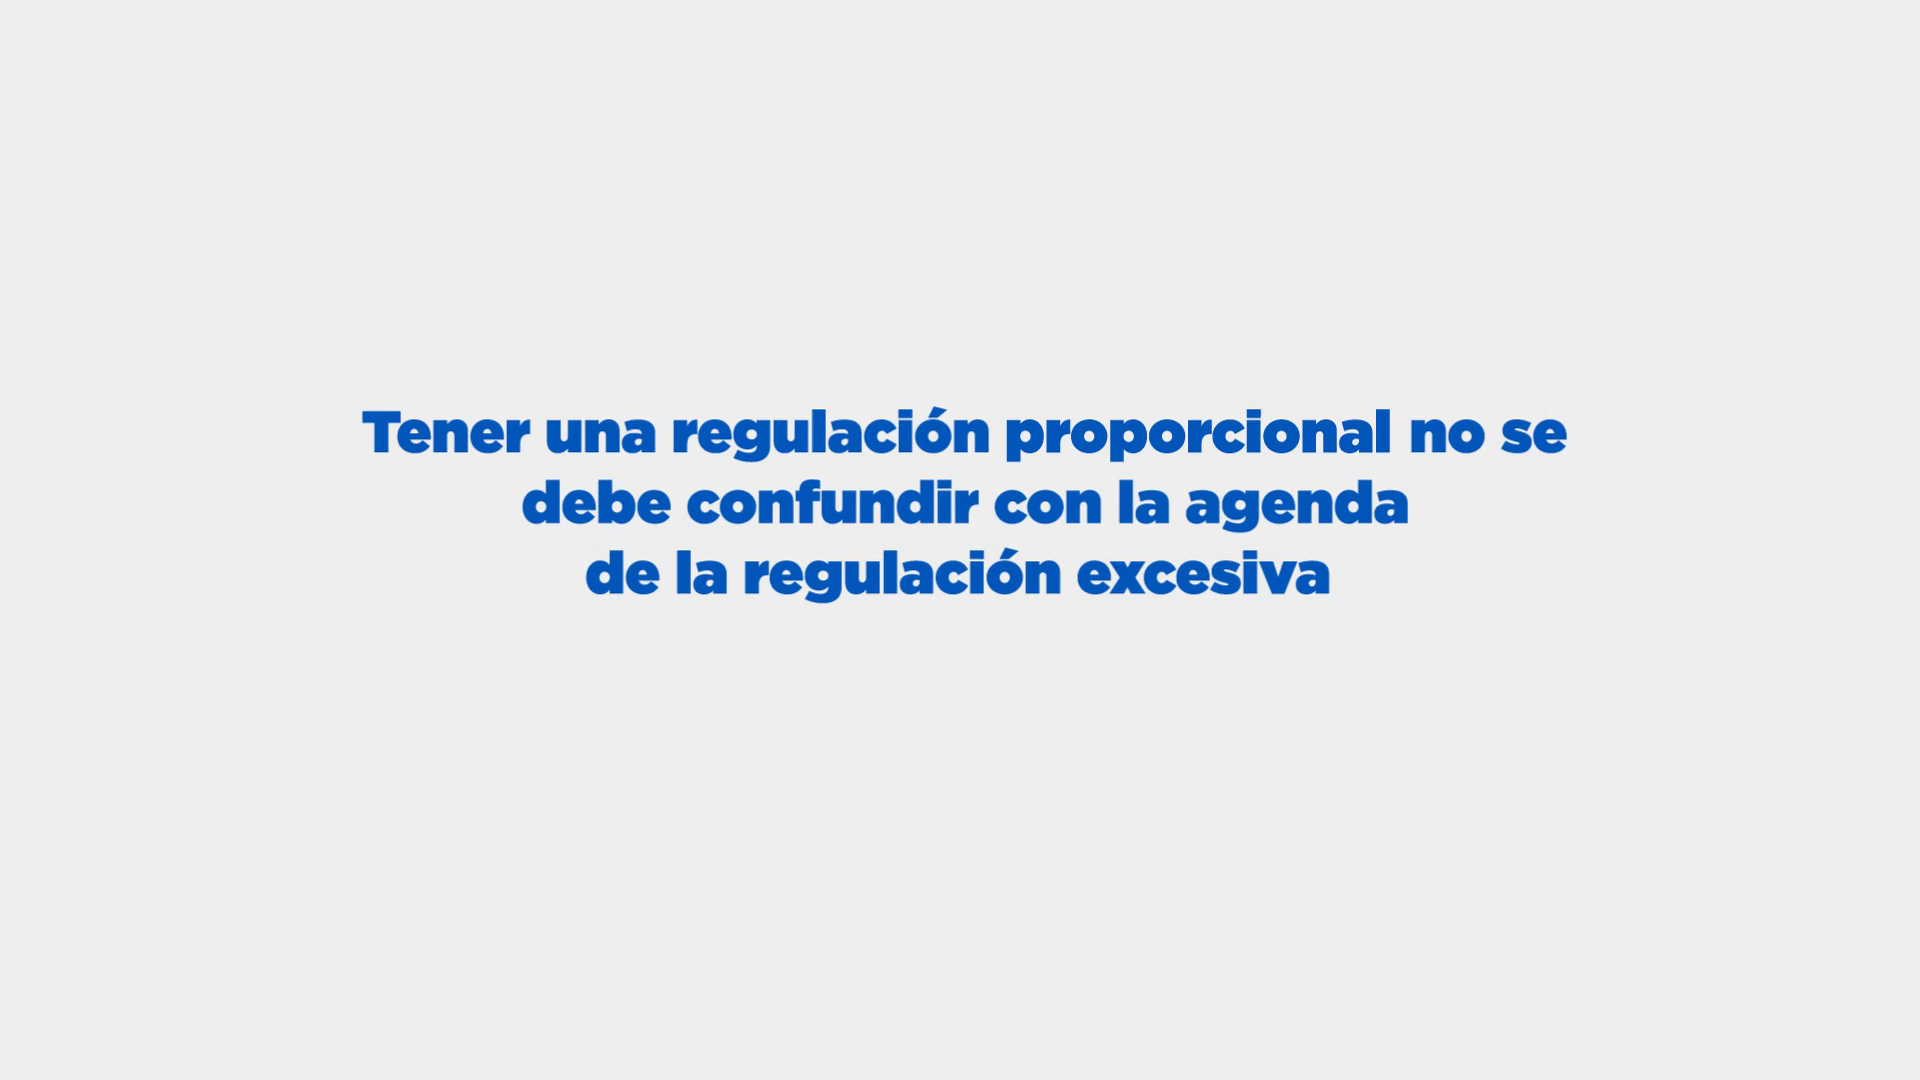 Tener una regulación proporcional no se
debe confundir con la agenda
de la regulación excesiva